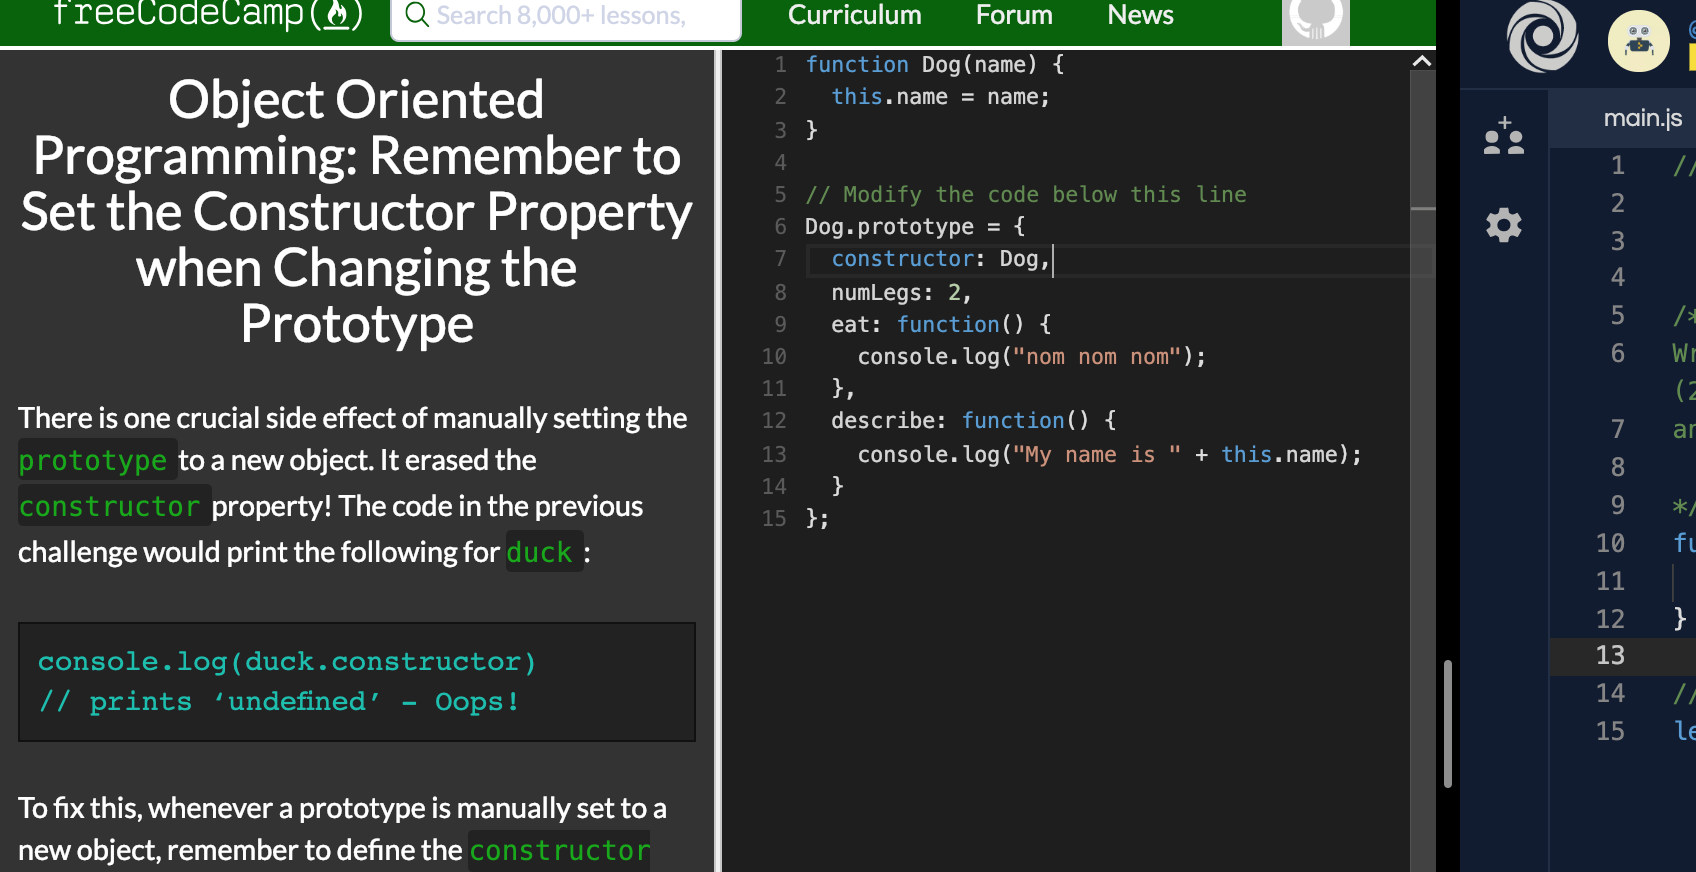 freeCodeCamp
Search 8,000+ lessons,
Curriculum
Forum
News
Object Oriented
Programming: Remember to
Set the Constructor Property
when Changing the
Prototype
There is one crucial side effect of manually setting the
prototype to a new object. It erased the
constructor property! The code in the previous
challenge would print the following for duck :
console.log(duck.constructor)
// prints ‘undefined’ – Oops!
To fix this, whenever a prototype is manually set to a
new object, remember to define the constructor
1 function Dog(name) {
2 this.name = name;
3 }
4
5 // Modify the code below this line
6 Dog.prototype = {
7 constructor: Dog,
8 numLegs: 2,
9 eat: function() {
10 console.log("nom nom nom");
11 },
12 describe: function() {
13 console.log("My name is " + this.name);
14 }
15 };
main.js
1 //
2
3
4
5 /*
6 Wr
(2
7 an
8
9 */
10 fu
11
12 }
13
14 //
15 le